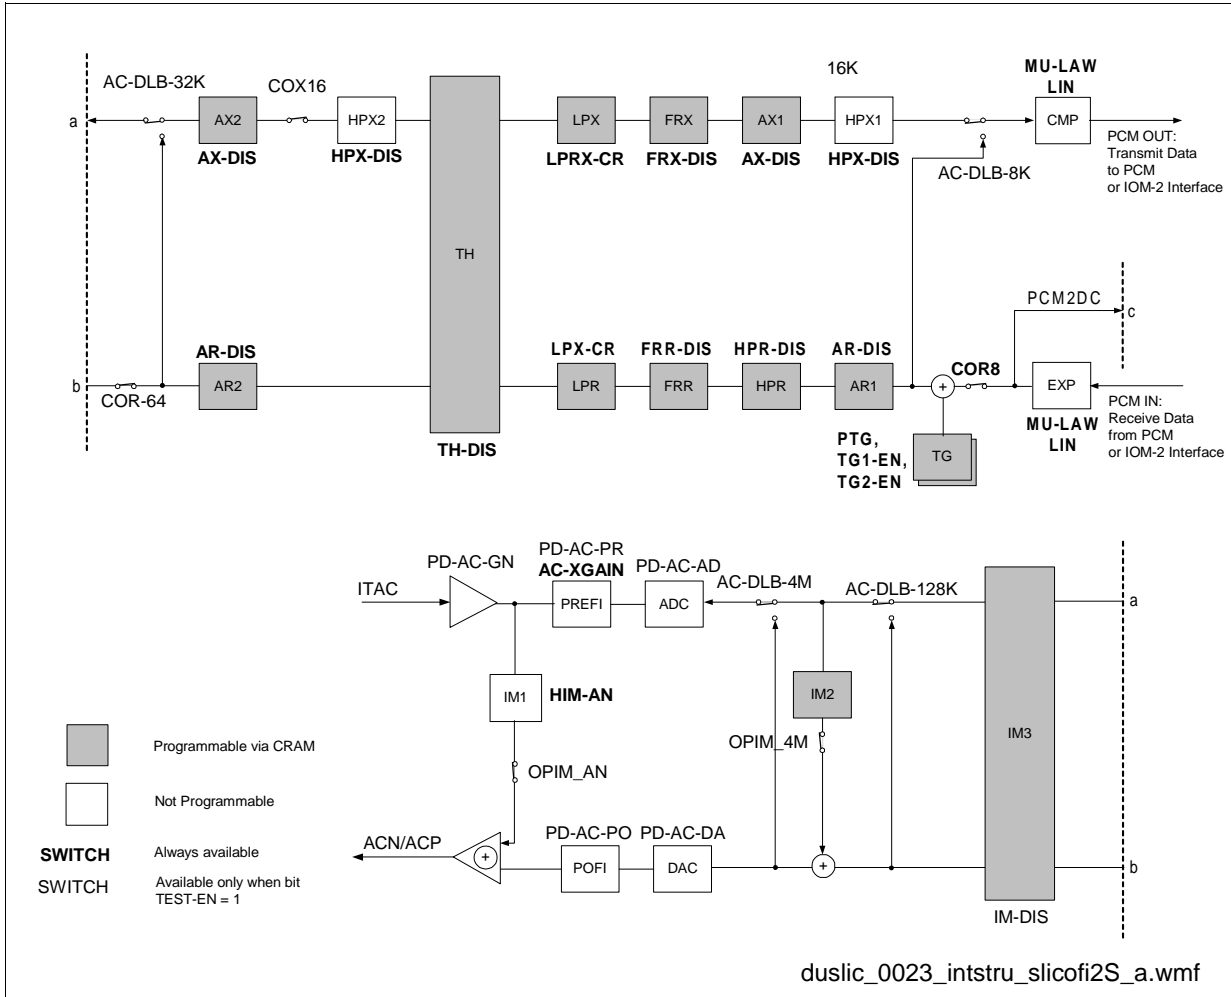 AC-DLB-32K
COX16
16K
MU-LAW
LIN
a
AX2
HPX2
LPX
FRX
AX1
HPX1
CMP
AX-DIS
HPX-DIS
LPRX-CR
FRX-DIS
AX-DIS
HPX-DIS
AC-DLB-8K
PCM OUT:
Transmit Data
to PCM
or IOM-2 Interface
TH
PCM2DC
c
AR-DIS
LPX-CR
FRR-DIS
HPR-DIS
AR-DIS
COR8
b
COR-64
AR2
LPR
FRR
HPR
AR1
+
EXP
TH-DIS
PTG,
TG1-EN,
TG2-EN
TG
MU-LAW
LIN
PCM IN:
Receive Data
from PCM
or IOM-2 Interface
PD-AC-GN
PD-AC-PR
AC-XGAIN
PD-AC-AD
AC-DLB-4M
AC-DLB-128K
ITAC
PREFI
ADC
a
IM1
HIM-AN
IM2
IM3
OPIM_4M
OPIM_AN
Programmable via CRAM
Not Programmable
SWITCH
Always available
SWITCH
Available only when bit
TEST-EN = 1
ACN/ACP
+
PD-AC-PO
PD-AC-DA
POFI
DAC
+
b
IM-DIS
duslic_0023_intstru_slicofi2S_a.wmf